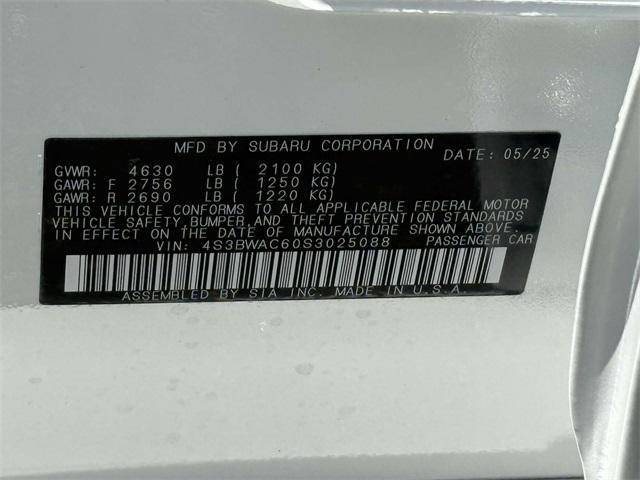 MFD BY SUBARU CORPORATION
DATE: 05/25
GVWR: 4630 LB ( 2100 KG)
GAWR: F 2756 LB ( 1250 KG)
GAWR: R 2690 LB ( 1220 KG)
THIS VEHICLE CONFORMS TO ALL APPLICABLE FEDERAL MOTOR
VEHICLE SAFETY, BUMPER, AND THEFT PREVENTION STANDARDS
IN EFFECT ON THE DATE OF MANUFACTURE SHOWN ABOVE.
VIN: 4S3BWAC60S3025088 PASSENGER CAR
ASSEMBLED BY SIA INC. MADE IN U.S.A.